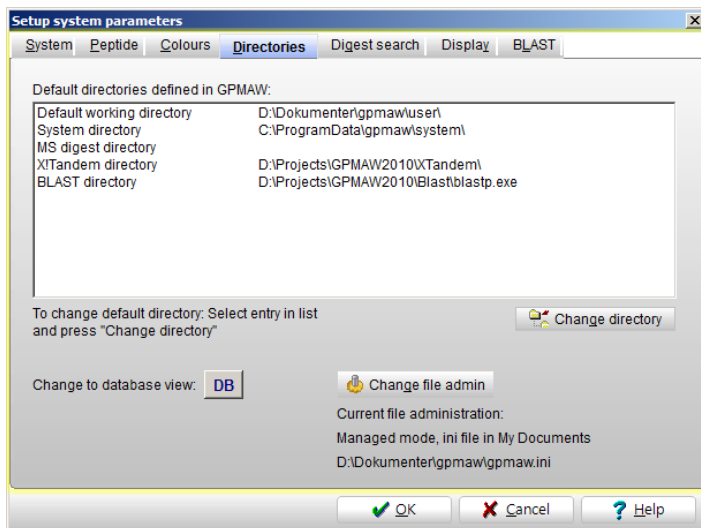 Setup system parameters
System Peptide Colours Directories Digest search Display BLAST
Default directories defined in GPMAW:
Default working directory D:\Dokumenter\gpmaw\user\
System directory C:\ProgramData\gpmaw\system\
MS digest directory
X!Tandem directory D:\Projects\GPMAW2010\XTandem\
BLAST directory D:\Projects\GPMAW2010\Blast\blastp.exe
To change default directory: Select entry in list
and press "Change directory"
Change directory
Change to database view: DB
Change file admin
Current file administration:
Managed mode, ini file in My Documents
D:\Dokumenter\gpmaw\gpmaw.ini
OK Cancel ? Help